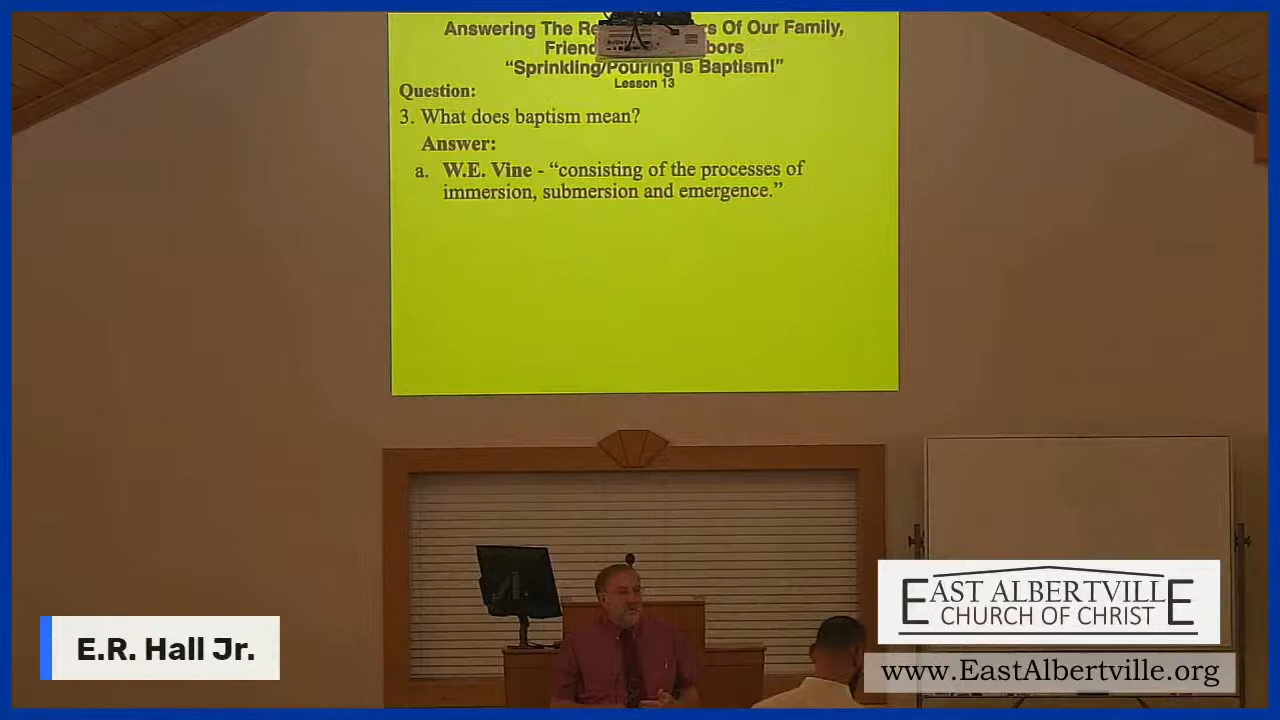 Answering The Re s Of Our Family,
Frien bors
“Sprinkling/Pouring Is Baptism!”
Lesson 13
Question:
3. What does baptism mean?
Answer:
a. W.E. Vine - “consisting of the processes of
immersion, submersion and emergence.”
E.R. Hall Jr.
EAST ALBERTVILLE
CHURCH OF CHRIST
www.EastAlbertville.org